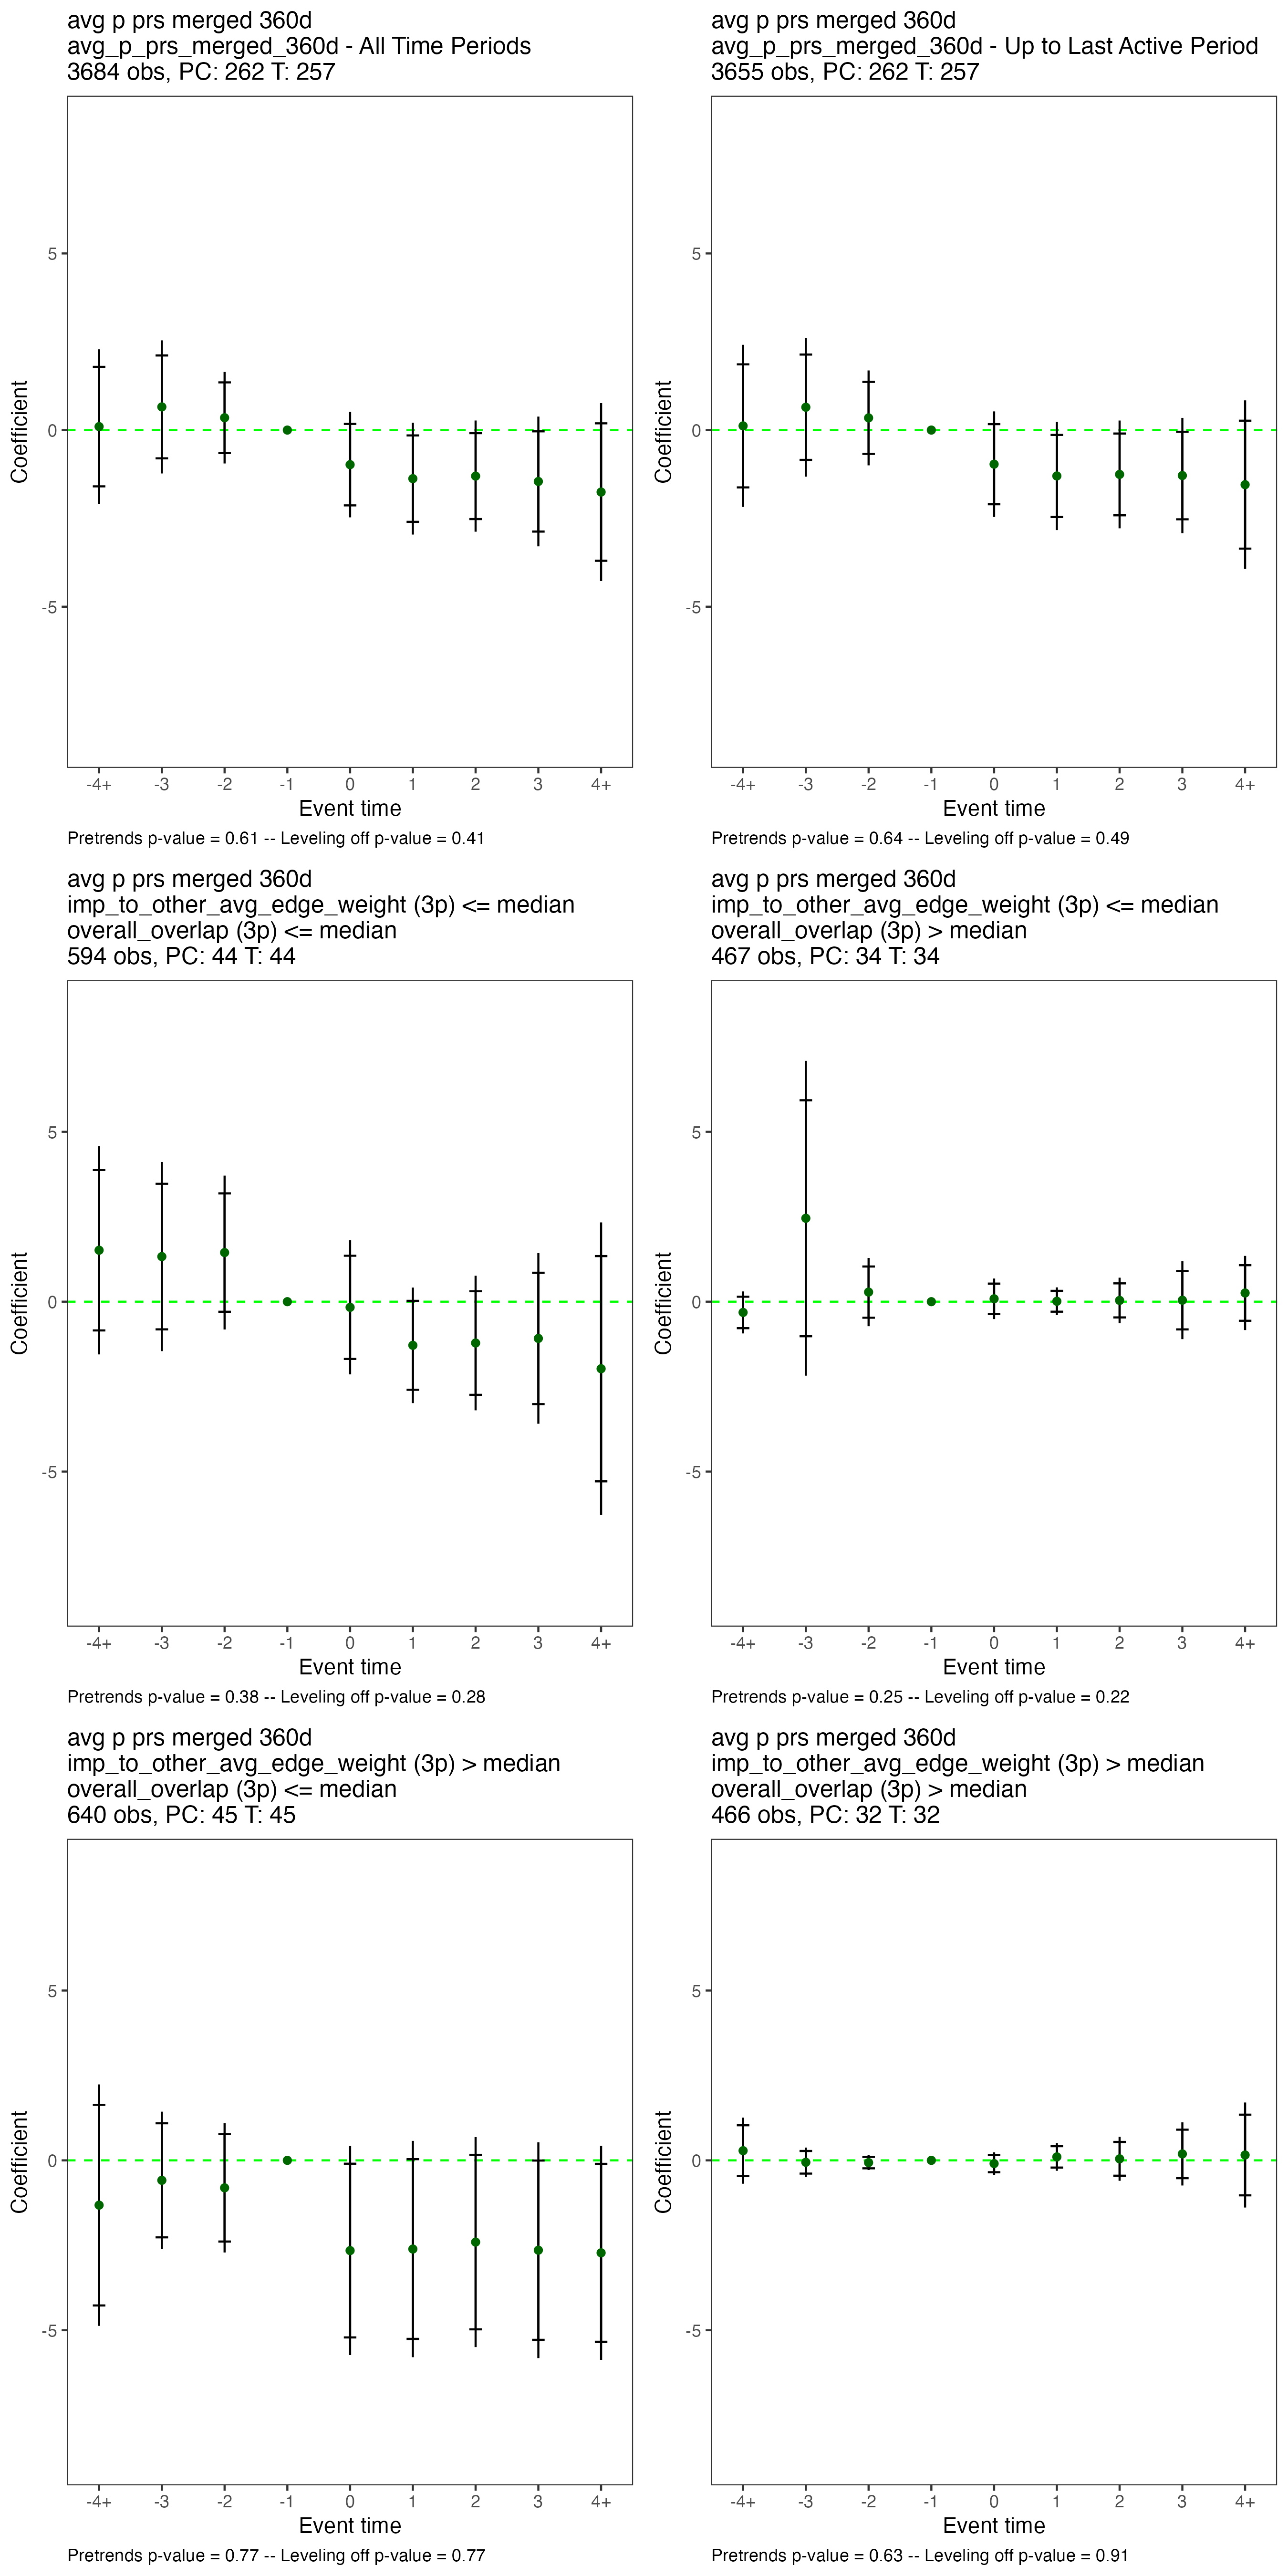 avg p prs merged 360d
avg_p_prs_merged_360d - All Time Periods
3684 obs, PC: 262 T: 257
Coefficient
5
0
-5
-4+ -3 -2 -1 0 1 2 3 4+
Event time
Pretrends p-value = 0.61 -- Leveling off p-value = 0.41
avg p prs merged 360d
avg_p_prs_merged_360d - Up to Last Active Period
3655 obs, PC: 262 T: 257
Coefficient
5
0
-5
-4+ -3 -2 -1 0 1 2 3 4+
Event time
Pretrends p-value = 0.64 -- Leveling off p-value = 0.49
avg p prs merged 360d
imp_to_other_avg_edge_weight (3p) <= median
overall_overlap (3p) <= median
594 obs, PC: 44 T: 44
Coefficient
5
0
-5
-4+ -3 -2 -1 0 1 2 3 4+
Event time
Pretrends p-value = 0.38 -- Leveling off p-value = 0.28
avg p prs merged 360d
imp_to_other_avg_edge_weight (3p) <= median
overall_overlap (3p) > median
467 obs, PC: 34 T: 34
Coefficient
5
0
-5
-4+ -3 -2 -1 0 1 2 3 4+
Event time
Pretrends p-value = 0.25 -- Leveling off p-value = 0.22
avg p prs merged 360d
imp_to_other_avg_edge_weight (3p) > median
overall_overlap (3p) <= median
640 obs, PC: 45 T: 45
Coefficient
5
0
-5
-4+ -3 -2 -1 0 1 2 3 4+
Event time
Pretrends p-value = 0.77 -- Leveling off p-value = 0.77
avg p prs merged 360d
imp_to_other_avg_edge_weight (3p) > median
overall_overlap (3p) > median
466 obs, PC: 32 T: 32
Coefficient
5
0
-5
-4+ -3 -2 -1 0 1 2 3 4+
Event time
Pretrends p-value = 0.63 -- Leveling off p-value = 0.91